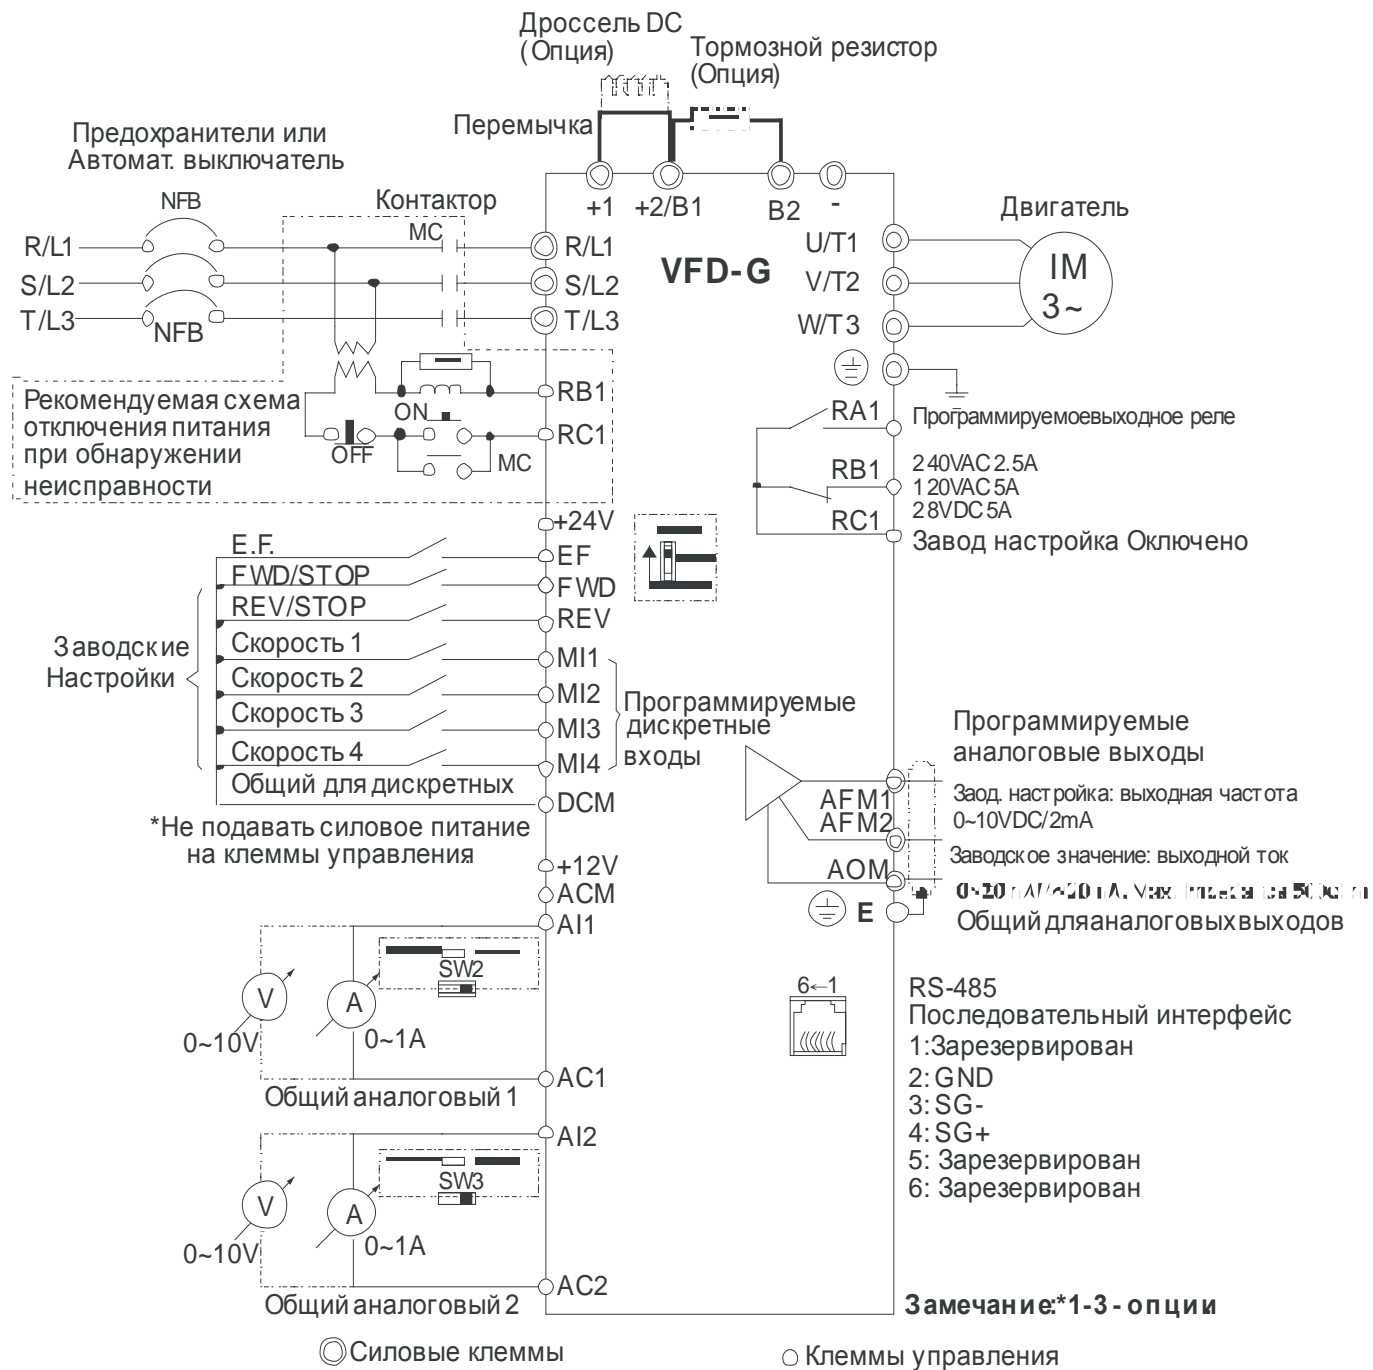 Дроссель DC
(Опция)
Тормозной резистор
(Опция)
Перемычка
Предохранители или
Автомат. выключатель
NFB
Контактор
MC
+1
+2/B1
B2
-
Двигатель
R/L1
R/L1
VFD-G
U/T1
IM
3~
S/L2
S/L2
V/T2
T/L3
NFB
T/L3
W/T3
Рекомендуемая схема
отключения питания
при обнаружении
неисправности
RB1
ON
OFF
RC1
MC
RA1
Программируемоевыходное реле
RB1
240VAC 2.5A
120VAC 5A
28VDC 5A
RC1
Завод настройка Оключено
+24V
E.F.
EF
FWD/STOP
FWD
REV/STOP
REV
Заводские
Настройки
Скорость 1
MI1
Скорость 2
MI2
Скорость 3
MI3
Скорость 4
MI4
Программируемые
дискретные
входы
Общий для дискретных
DCM
*Не подавать силовое питание
на клеммы управления
Программируемые
аналоговые выходы
AFM1
Заод. настройка: выходная частота
0~10VDC/2mA
AFM2
Заводское значение: выходной ток
AOM
E
Общий для аналоговых выходов
+12V
ACM
AI1
SW2
V
A
0~10V
0~1A
AC1
Общий аналоговый 1
6←1
RS-485
Последовательный интерфейс
1:Зарезервирован
2: GND
3: SG-
4: SG+
5: Зарезервирован
6: Зарезервирован
AI2
SW3
V
A
0~10V
0~1A
AC2
Общий аналоговый 2
Замечание:*1-3 - опции
Силовые клеммы
Клеммы управления